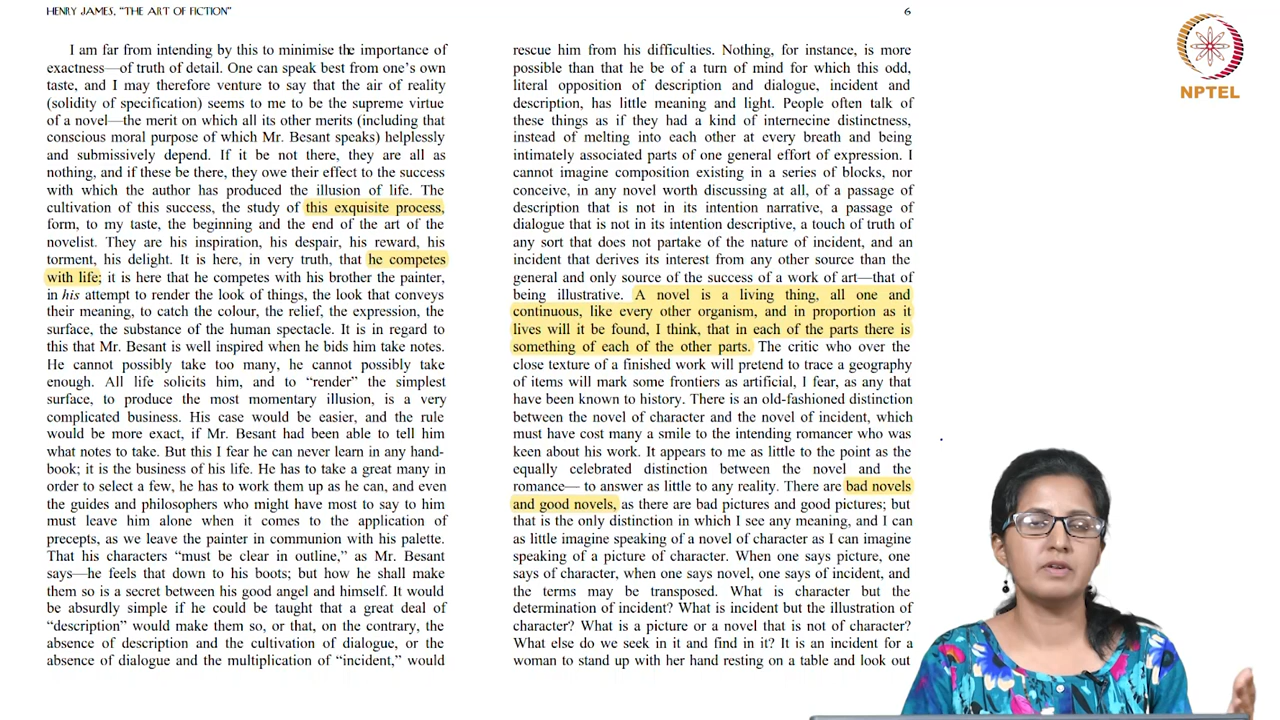 HENRY JAMES, "THE ART OF FICTION"
6
I am far from intending by this to minimise the importance of
exactness—of truth of detail. One can speak best from one's own
taste, and I may therefore venture to say that the air of reality
(solidity of specification) seems to me to be the supreme virtue
of a novel—the merit on which all its other merits (including that
conscious moral purpose of which Mr. Besant speaks) helplessly
and submissively depend. If it be not there, they are all as
nothing, and if these be there, they owe their effect to the success
with which the author has produced the illusion of life. The
cultivation of this success, the study of this exquisite process,
form, to my taste, the beginning and the end of the art of the
novelist. They are his inspiration, his despair, his reward, his
torment, his delight. It is here, in very truth, that he competes
with life; it is here that he competes with his brother the painter,
in his attempt to render the look of things, the look that conveys
their meaning, to catch the colour, the relief, the expression, the
surface, the substance of the human spectacle. It is in regard to
this that Mr. Besant is well inspired when he bids him take notes.
He cannot possibly take too many, he cannot possibly take
enough. All life solicits him, and to "render" the simplest
surface, to produce the most momentary illusion, is a very
complicated business. His case would be easier, and the rule
would be more exact, if Mr. Besant had been able to tell him
what notes to take. But this I fear he can never learn in any hand-
book; it is the business of his life. He has to take a great many in
order to select a few, he has to work them up as he can, and even
the guides and philosophers who might have most to say to him
must leave him alone when it comes to the application of
precepts, as we leave the painter in communion with his palette.
That his characters "must be clear in outline," as Mr. Besant
says—he feels that down to his boots; but how he shall make
them so is a secret between his good angel and himself. It would
be absurdly simple if he could be taught that a great deal of
"description" would make them so, or that, on the contrary, the
absence of description and the cultivation of dialogue, or the
absence of dialogue and the multiplication of "incident," would
rescue him from his difficulties. Nothing, for instance, is more
possible than that he be of a turn of mind for which this odd,
literal opposition of description and dialogue, incident and
description, has little meaning and light. People often talk of
these things as if they had a kind of internecine distinctness,
instead of melting into each other at every breath and being
intimately associated parts of one general effort of expression. I
cannot imagine composition existing in a series of blocks, nor
conceive, in any novel worth discussing at all, of a passage of
description that is not in its intention narrative, a passage of
dialogue that is not in its intention descriptive, a touch of truth of
any sort that does not partake of the nature of incident, and an
incident that derives its interest from any other source than the
general and only source of the success of a work of art—that of
being illustrative. A novel is a living thing, all one and
continuous, like every other organism, and in proportion as it
lives will it be found, I think, that in each of the parts there is
something of each of the other parts. The critic who over the
close texture of a finished work will pretend to trace a geography
of items will mark some frontiers as artificial, I fear, as any that
have been known to history. There is an old-fashioned distinction
between the novel of character and the novel of incident, which
must have cost many a smile to the intending romancer who was
keen about his work. It appears to me as little to the point as the
equally celebrated distinction between the novel and the
romance— to answer as little to any reality. There are bad novels
and good novels, as there are bad pictures and good pictures; but
that is the only distinction in which I see any meaning, and I can
as little imagine speaking of a novel of character as I can imagine
speaking of a picture of character. When one says picture, one
says of character, when one says novel, one says of incident, and
the terms may be transposed. What is character but the
determination of incident? What is incident but the illustration of
character? What is a picture or a novel that is not of character?
What else do we seek in it and find in it? It is an incident for a
woman to stand up with her hand resting on a table and look out
NPTEL